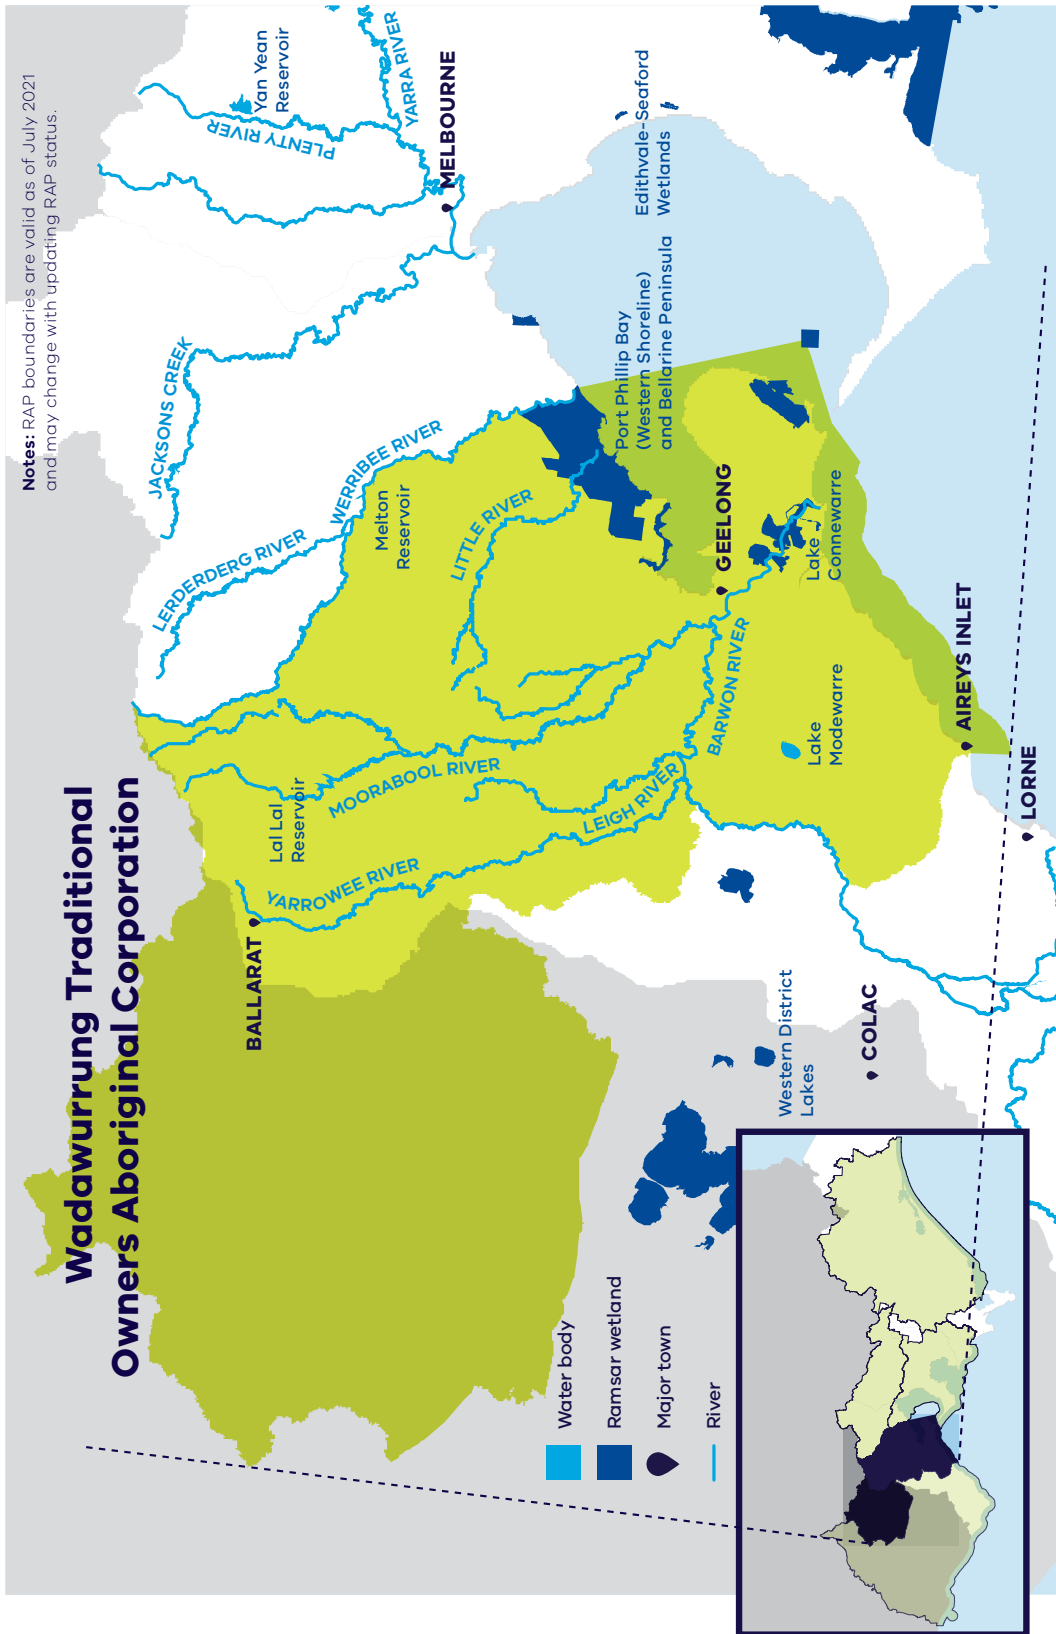 Wadawurrung Traditional
Owners Aboriginal Corporation
Notes: RAP boundaries are valid as of July 2021
and may change with updating RAP status.
Yan Yean
Reservoir
PLENTY RIVER
YARRA RIVER
MELBOURNE
JACKSONS CREEK
LERDERDERG RIVER
WERRIBEE RIVER
Melton
Reservoir
LITTLE RIVER
Edithvale-Seaford
Wetlands
Port Phillip Bay
(Western Shoreline)
and Bellarine Peninsula
Lal Lal
Reservoir
MOORABOOL RIVER
YARROWEE RIVER
BALLARAT
LEIGH RIVER
BARWON RIVER
GEELONG
Lake
Connewarre
Lake
Modewarre
AIREYS INLET
LORNE
COLAC
Western District
Lakes
Water body
Ramsar wetland
Major town
River